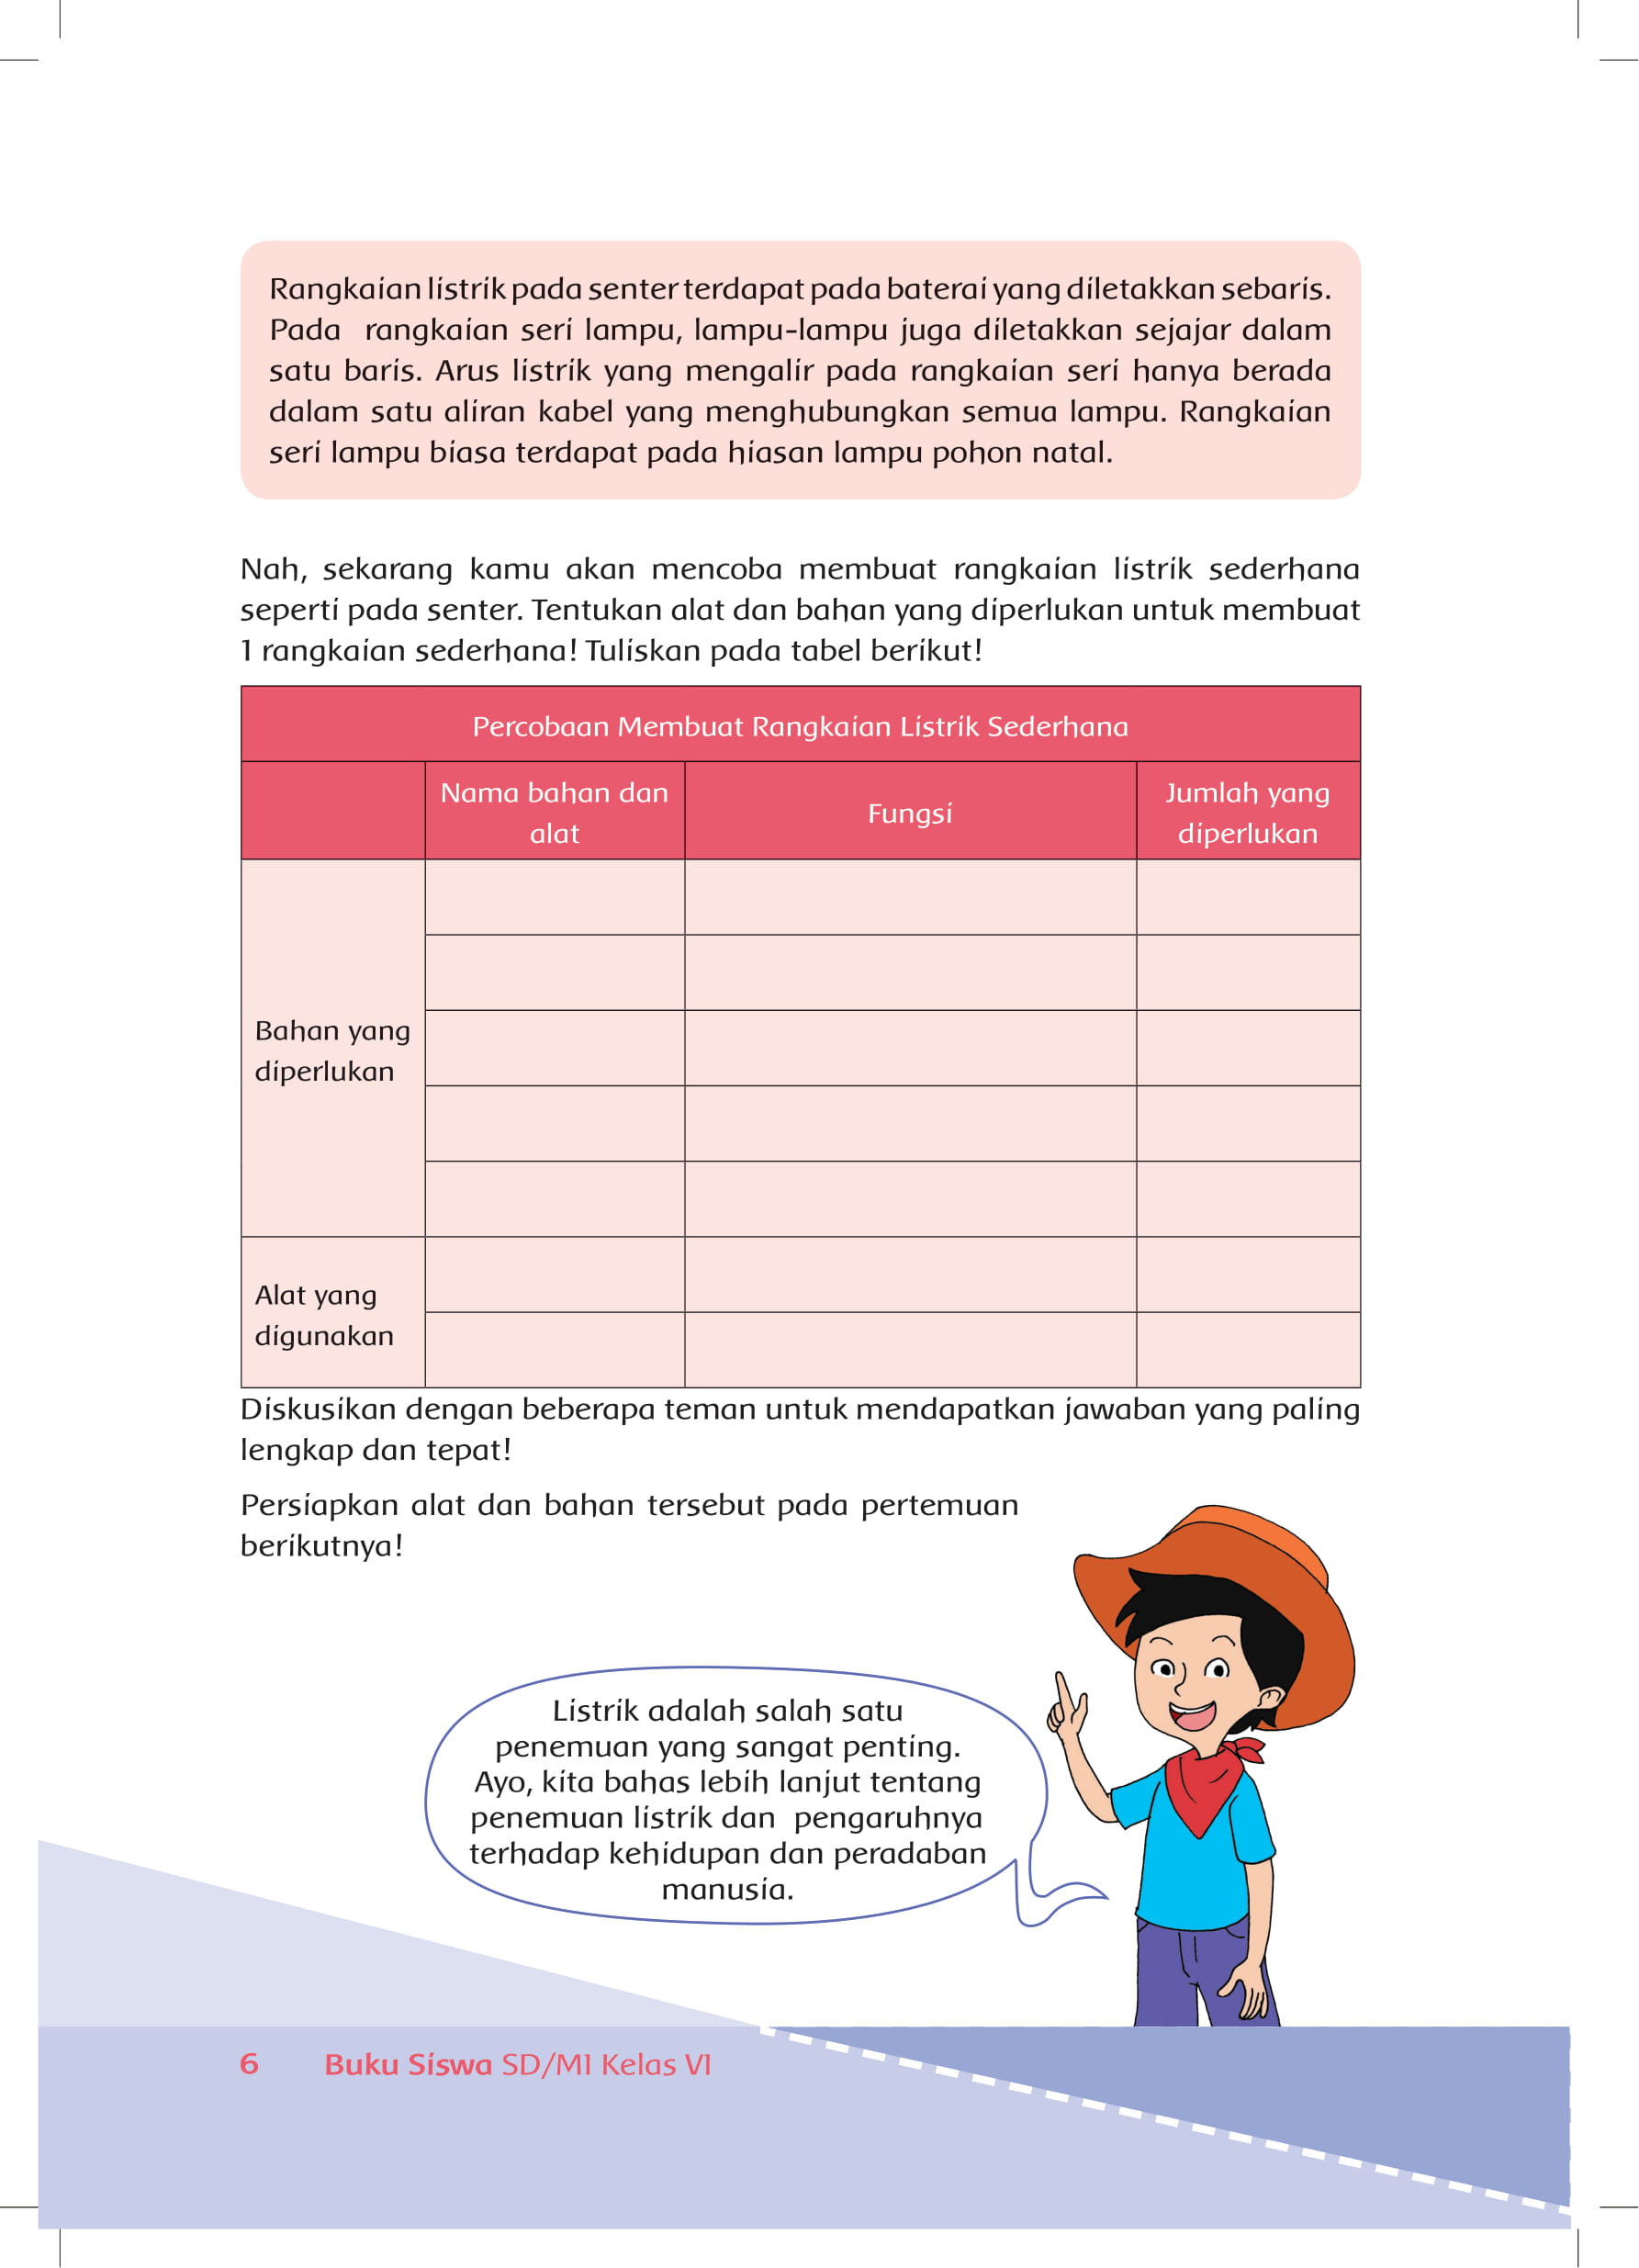 Rangkaian listrik pada senter terdapat pada baterai yang diletakkan sebaris.
Pada rangkaian seri lampu, lampu-lampu juga diletakkan sejajar dalam
satu baris. Arus listrik yang mengalir pada rangkaian seri hanya berada
dalam satu aliran kabel yang menghubungkan semua lampu. Rangkaian
seri lampu biasa terdapat pada hiasan lampu pohon natal.
Nah, sekarang kamu akan mencoba membuat rangkaian listrik sederhana
seperti pada senter. Tentukan alat dan bahan yang diperlukan untuk membuat
1 rangkaian sederhana! Tuliskan pada tabel berikut!
Percobaan Membuat Rangkaian Listrik Sederhana
Nama bahan dan
alat
Fungsi
Jumlah yang
diperlukan
Bahan yang
diperlukan
Alat yang
digunakan
Diskusikan dengan beberapa teman untuk mendapatkan jawaban yang paling
lengkap dan tepat!
Persiapkan alat dan bahan tersebut pada pertemuan
berikutnya!
Listrik adalah salah satu
penemuan yang sangat penting.
Ayo, kita bahas lebih lanjut tentang
penemuan listrik dan pengaruhnya
terhadap kehidupan dan peradaban
manusia.
6 Buku Siswa SD/MI Kelas VI